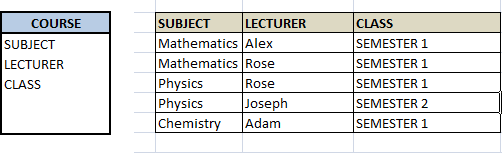 COURSE
SUBJECT
LECTURER
CLASS
SUBJECT LECTURER CLASS
Mathematics Alex SEMESTER 1
Mathematics Rose SEMESTER 1
Physics Rose SEMESTER 1
Physics Joseph SEMESTER 2
Chemistry Adam SEMESTER 1